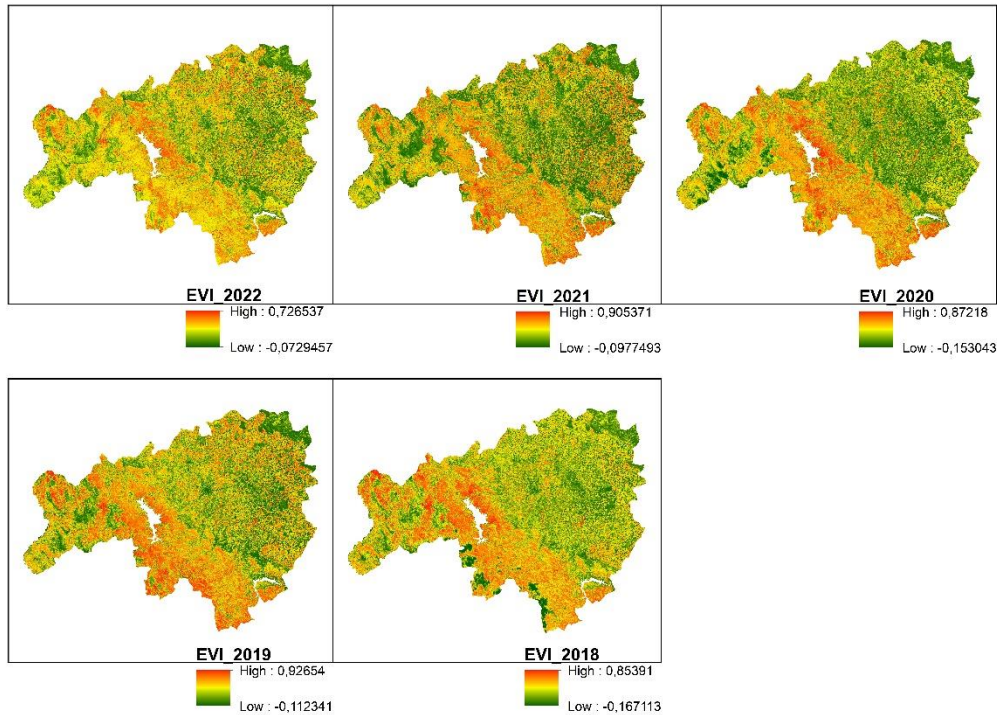 EVI_2022
High : 0,726537
Low : -0,0729457
EVI_2021
High : 0,905371
Low : -0,0977493
EVI_2020
High : 0,87218
Low : -0,153043
EVI_2019
High : 0,92654
Low : -0,112341
EVI_2018
High : 0,85391
Low : -0,167113